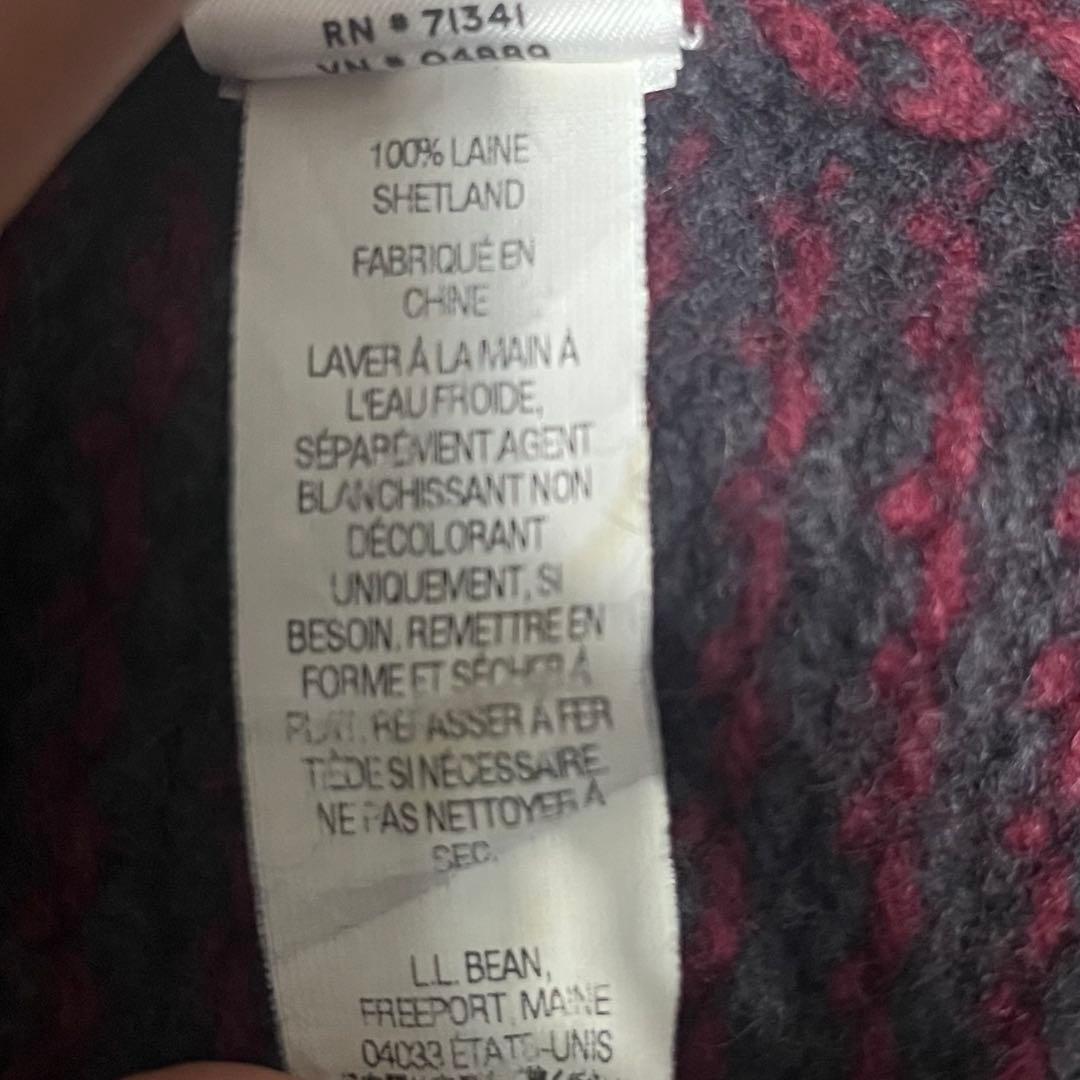 RN # 71341
VN # 04889
100% LAINE
SHETLAND
FABRIQUÉ EN
CHINE
LAVER À LA MAIN À
L'EAU FROIDE,
SÉPARÉMENT AGENT
BLANCHISSANT NON
DÉCOLORANT
UNIQUEMENT, SI
BESOIN. REMETTRE EN
FORME ET SÉCHER À
PLAT. REPASSER À FER
TIÈDE SI NÉCESSAIRE.
NE PAS NETTOYER À
SEC.
L.L. BEAN,
FREEPORT, MAINE
04033 ÉTATS-UNIS